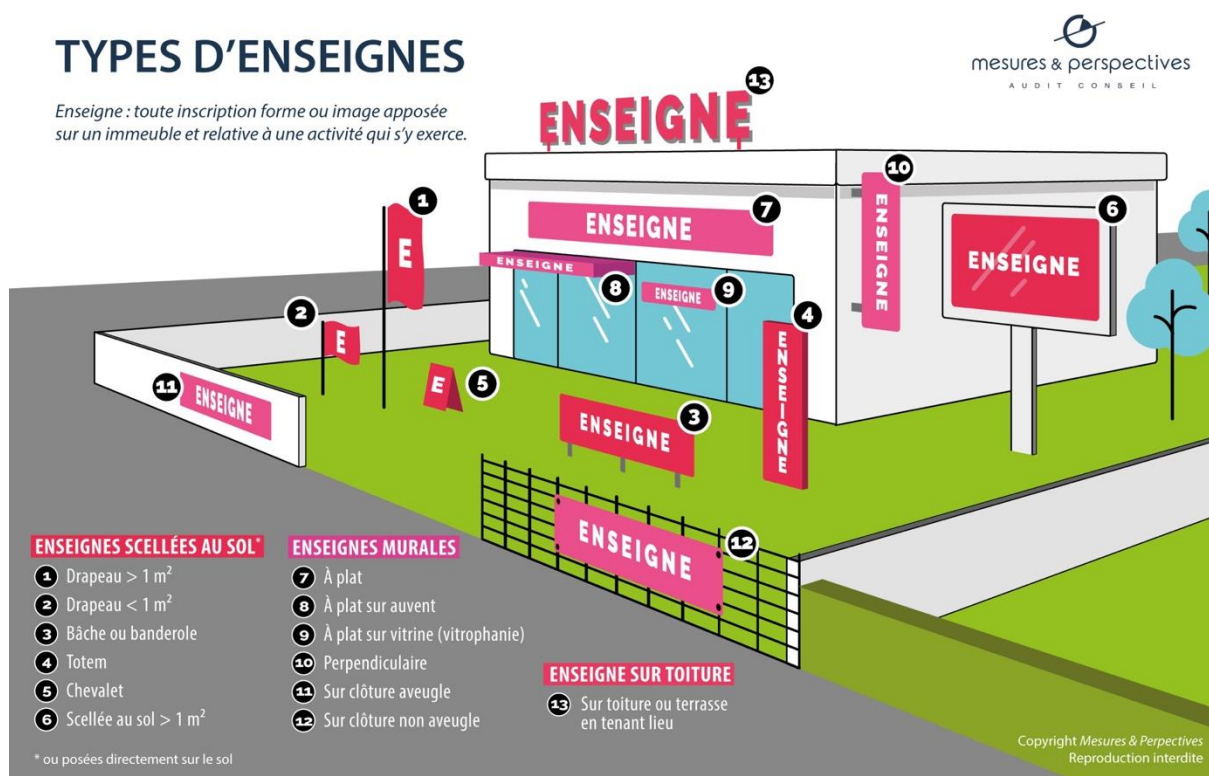 TYPES D'ENSEIGNES
Enseigne : toute inscription forme ou image apposée
sur un immeuble et relative à une activité qui s'y exerce.
mesures & perspectives
AUDIT CONSEIL
ENSEIGNE
13
10
ENSEIGNE
1
E
ENSEIGNE
7
6
ENSEIGNE
ENSEIGNE
8
ENSEIGNE
9
2
E
4
ENSEIGNE
11
ENSEIGNE
E
5
ENSEIGNE
3
ENSEIGNE
12
ENSEIGNES SCELLÉES AU SOL*
1 Drapeau > 1 m²
2 Drapeau < 1 m²
3 Bâche ou banderole
4 Totem
5 Chevalet
6 Scellée au sol > 1 m²
* ou posées directement sur le sol
ENSEIGNES MURALES
7 À plat
8 À plat sur auvent
9 À plat sur vitrine (vitrophanie)
10 Perpendiculaire
11 Sur clôture aveugle
12 Sur clôture non aveugle
ENSEIGNE SUR TOITURE
13 Sur toiture ou terrasse
en tenant lieu
Copyright Mesures & Perpectives
Reproduction interdite